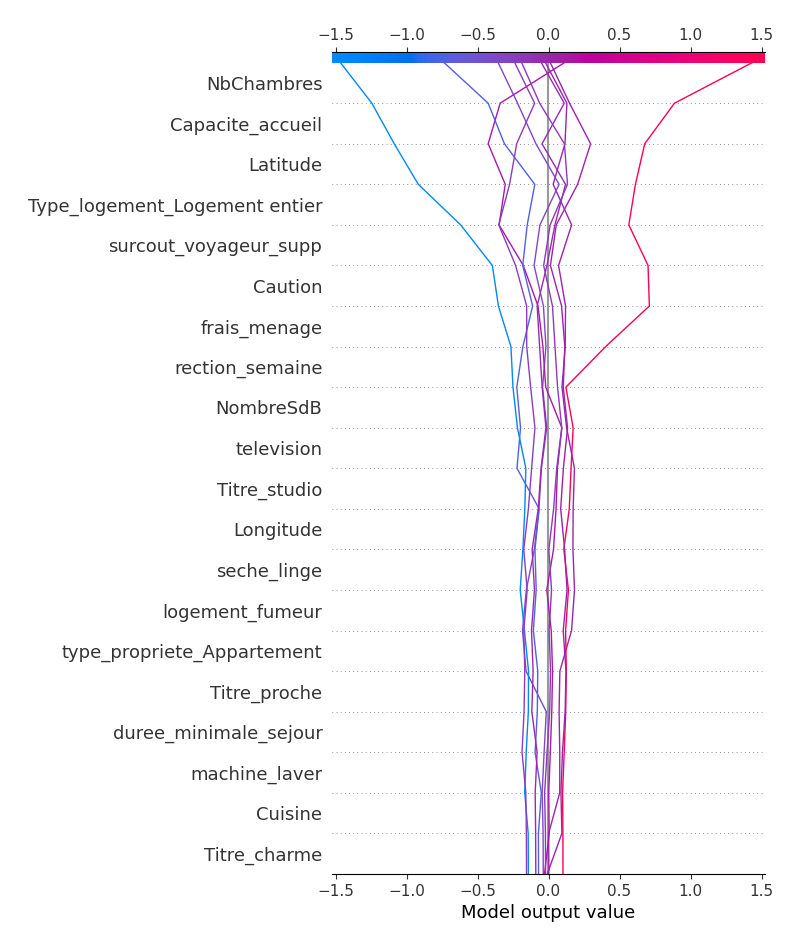 −1.5 −1.0 −0.5 0.0 0.5 1.0 1.5
NbChambres
Capacite_accueil
Latitude
Type_logement_Logement entier
surcout_voyageur_supp
Caution
frais_menage
rection_semaine
NombreSdB
television
Titre_studio
Longitude
seche_linge
logement_fumeur
type_propriete_Appartement
Titre_proche
duree_minimale_sejour
machine_laver
Cuisine
Titre_charme
−1.5 −1.0 −0.5 0.0 0.5 1.0 1.5
Model output value